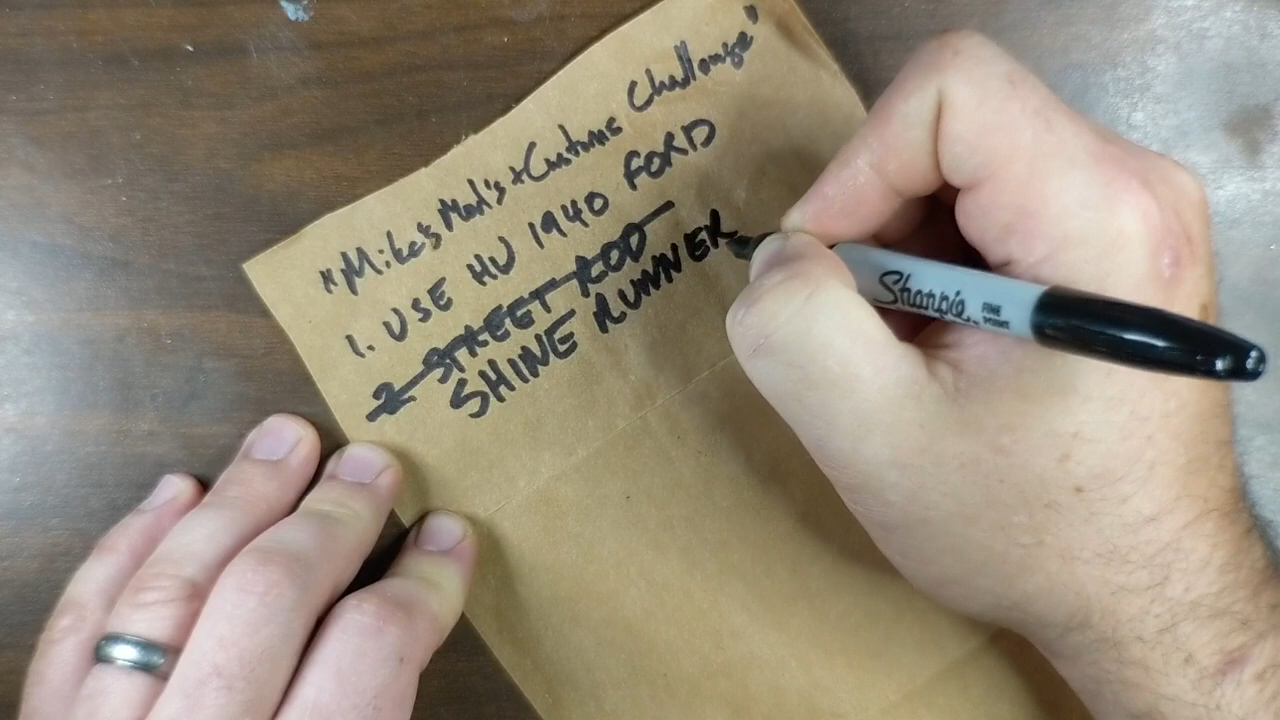 "Mike's Mod's + Customs Challenge"
1. USE HW 1940 FORD
2 STREET ROD
SHINE RUNNER
Sharpie
FINE POINT